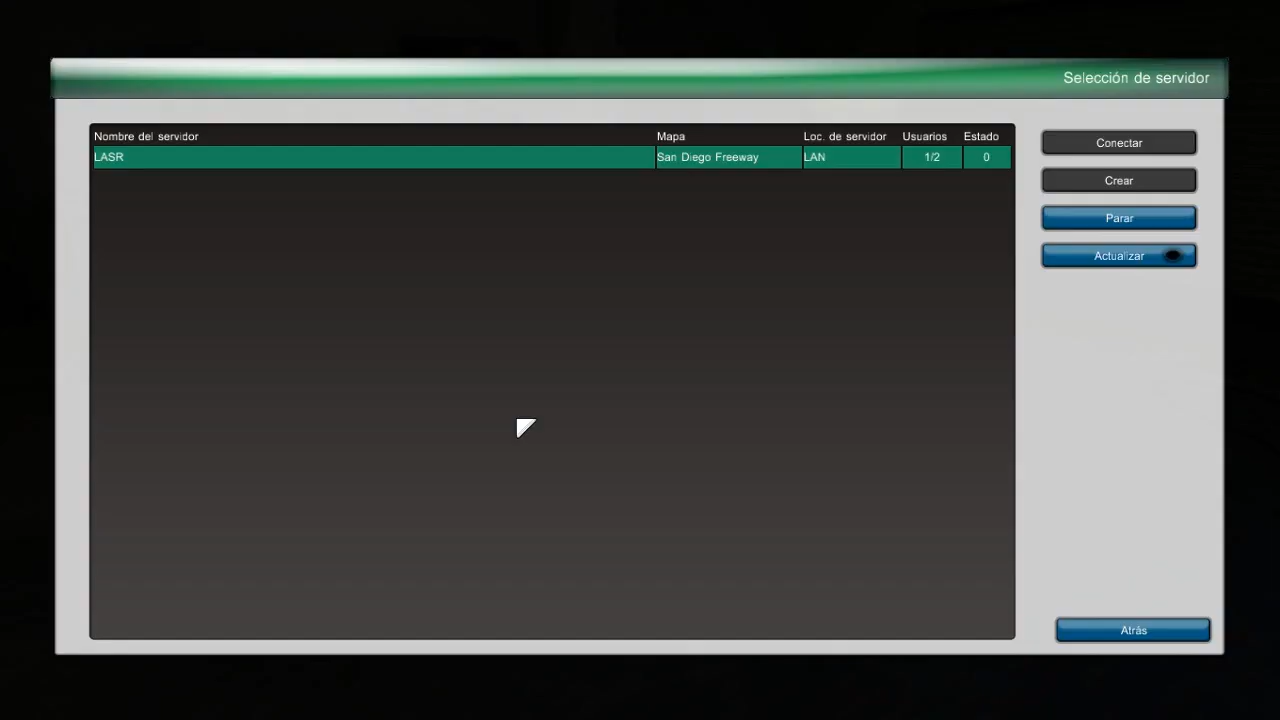 Selección de servidor
Nombre del servidor Mapa Loc. de servidor Usuarios Estado
LASR San Diego Freeway LAN 1/2 0
Conectar
Crear
Parar
Actualizar
Atrás